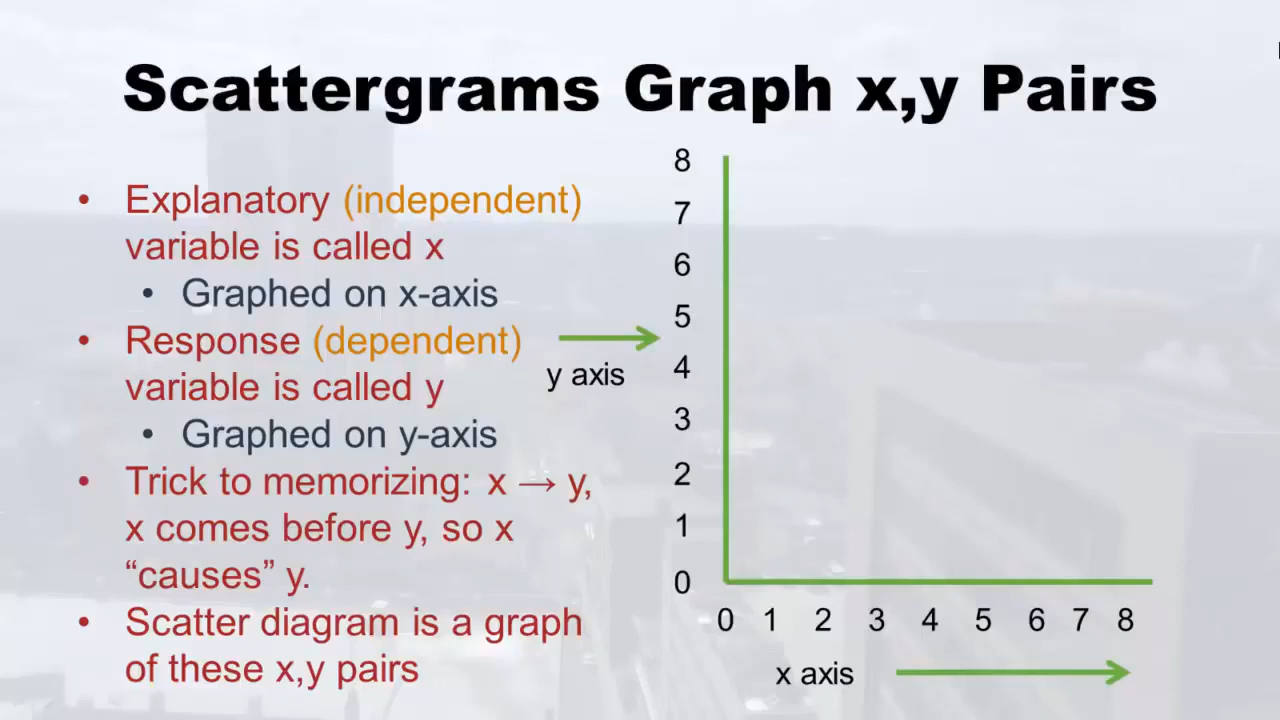 Scattergrams Graph x,y Pairs
• Explanatory (independent)
variable is called x
• Graphed on x-axis
• Response (dependent)
variable is called y
• Graphed on y-axis
• Trick to memorizing: x → y,
x comes before y, so x
“causes” y.
• Scatter diagram is a graph
of these x,y pairs
y axis
8
7
6
5
4
3
2
1
0
0 1 2 3 4 5 6 7 8
x axis